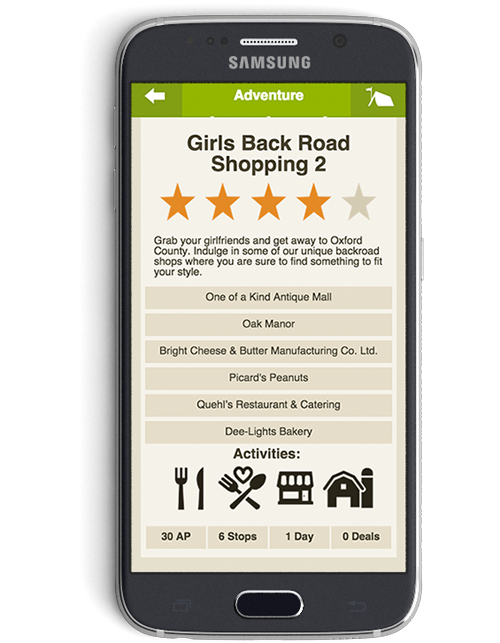 SAMSUNG
Adventure
Girls Back Road
Shopping 2
Grab your girlfriends and get away to Oxford
County. Indulge in some of our unique backroad
shops where you are sure to find something to fit
your style.
One of a Kind Antique Mall
Oak Manor
Bright Cheese & Butter Manufacturing Co. Ltd.
Picard's Peanuts
Quehl's Restaurant & Catering
Dee-Lights Bakery
Activities:
30 AP 6 Stops 1 Day 0 Deals